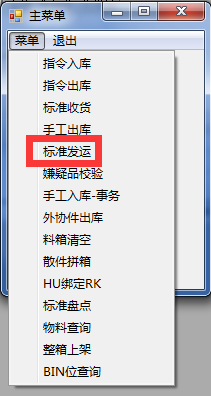 主菜单
菜单 退出
指令入库
指令出库
标准收货
手工出库
标准发运
嫌疑品校验
手工入库-事务
外协件出库
料箱清空
散件拼箱
HU绑定RK
标准盘点
物料查询
整箱上架
BIN位查询